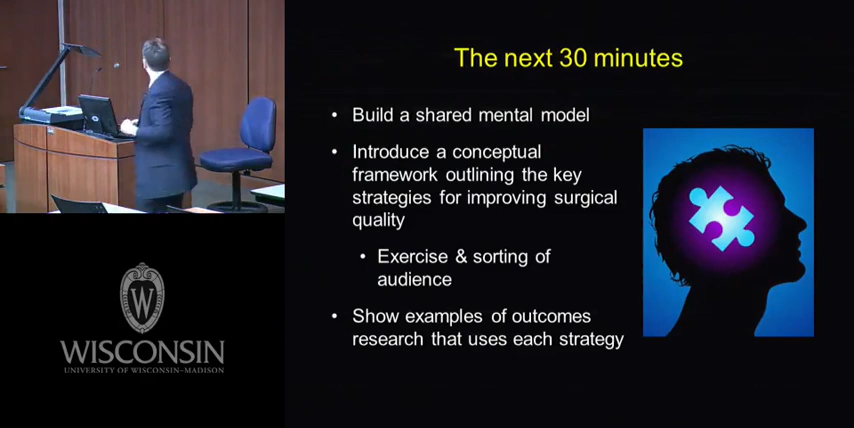 The next 30 minutes
• Build a shared mental model
• Introduce a conceptual
framework outlining the key
strategies for improving surgical
quality
• Exercise & sorting of
audience
• Show examples of outcomes
research that uses each strategy
W
WISCONSIN
UNIVERSITY OF WISCONSIN–MADISON